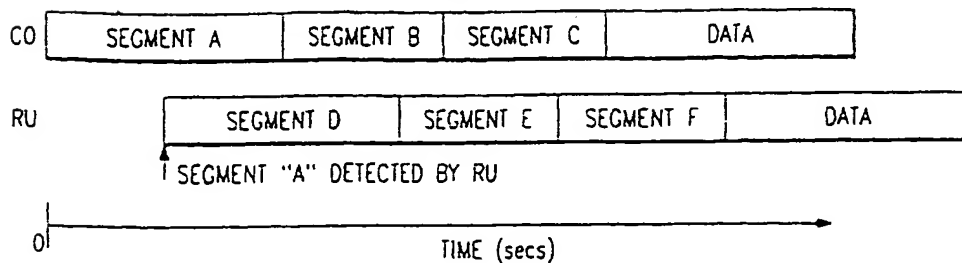 CO SEGMENT A SEGMENT B SEGMENT C DATA
RU SEGMENT D SEGMENT E SEGMENT F DATA
SEGMENT "A" DETECTED BY RU
0
TIME (secs)